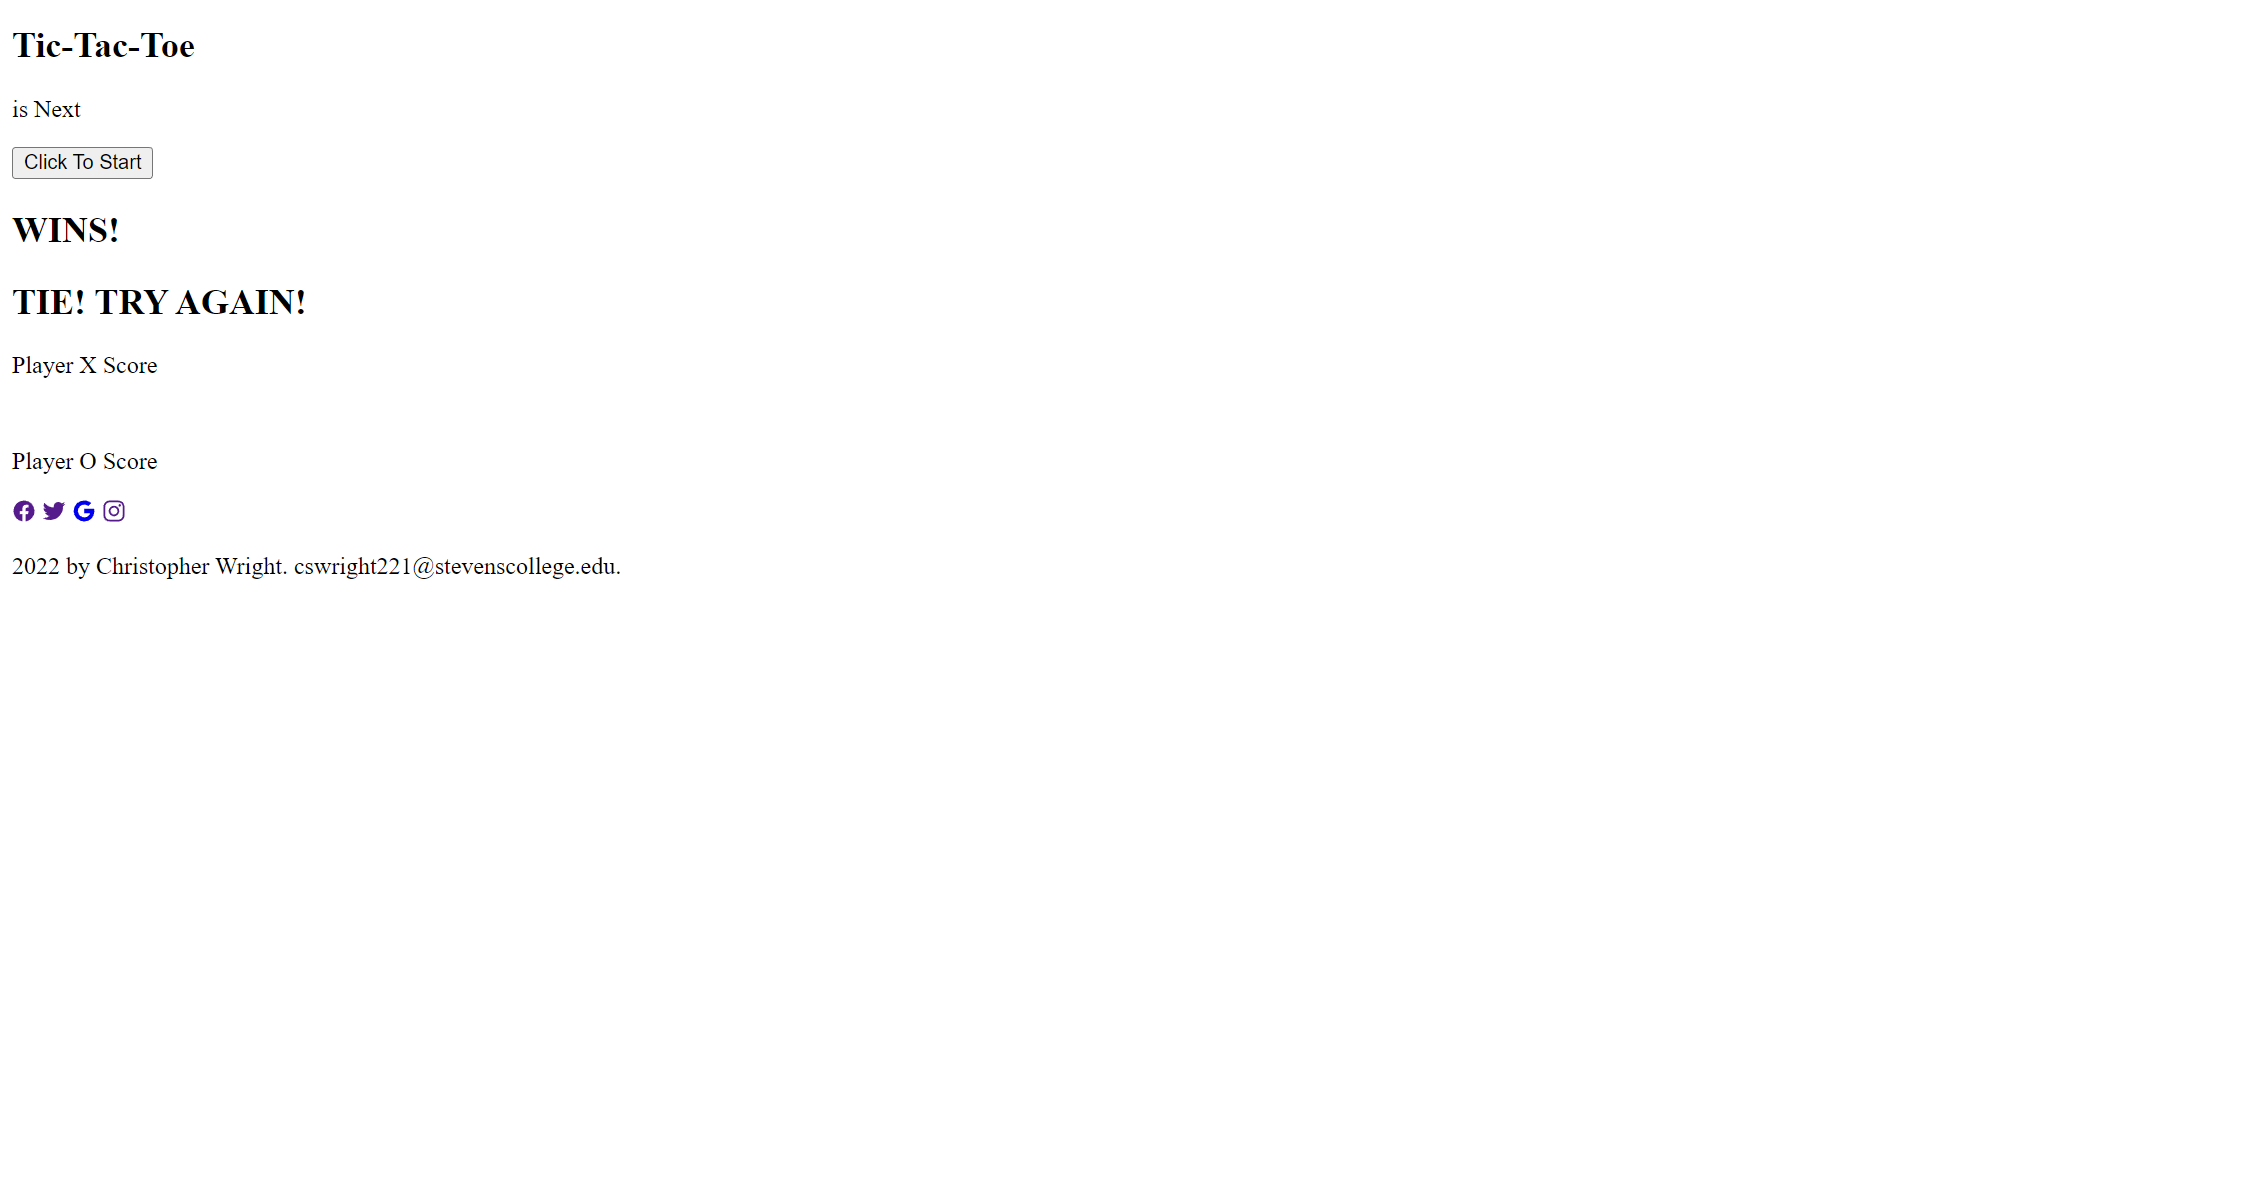 Tic-Tac-Toe
is Next
Click To Start
WINS!
TIE! TRY AGAIN!
Player X Score
Player O Score
2022 by Christopher Wright. cswright221@stevenscollege.edu.